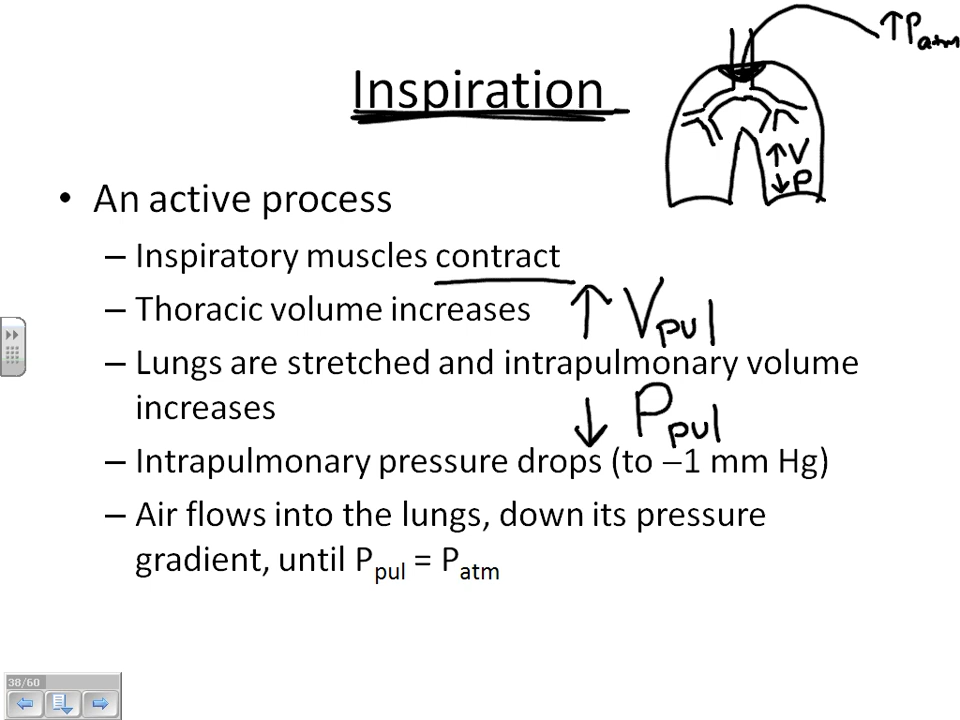 ↑Patm
Inspiration
↑V
↓P
• An active process
– Inspiratory muscles contract
– Thoracic volume increases
↑ Vpul
– Lungs are stretched and intrapulmonary volume
increases
↓ Ppul
– Intrapulmonary pressure drops (to –1 mm Hg)
– Air flows into the lungs, down its pressure
gradient, until Ppul = Patm
38/60